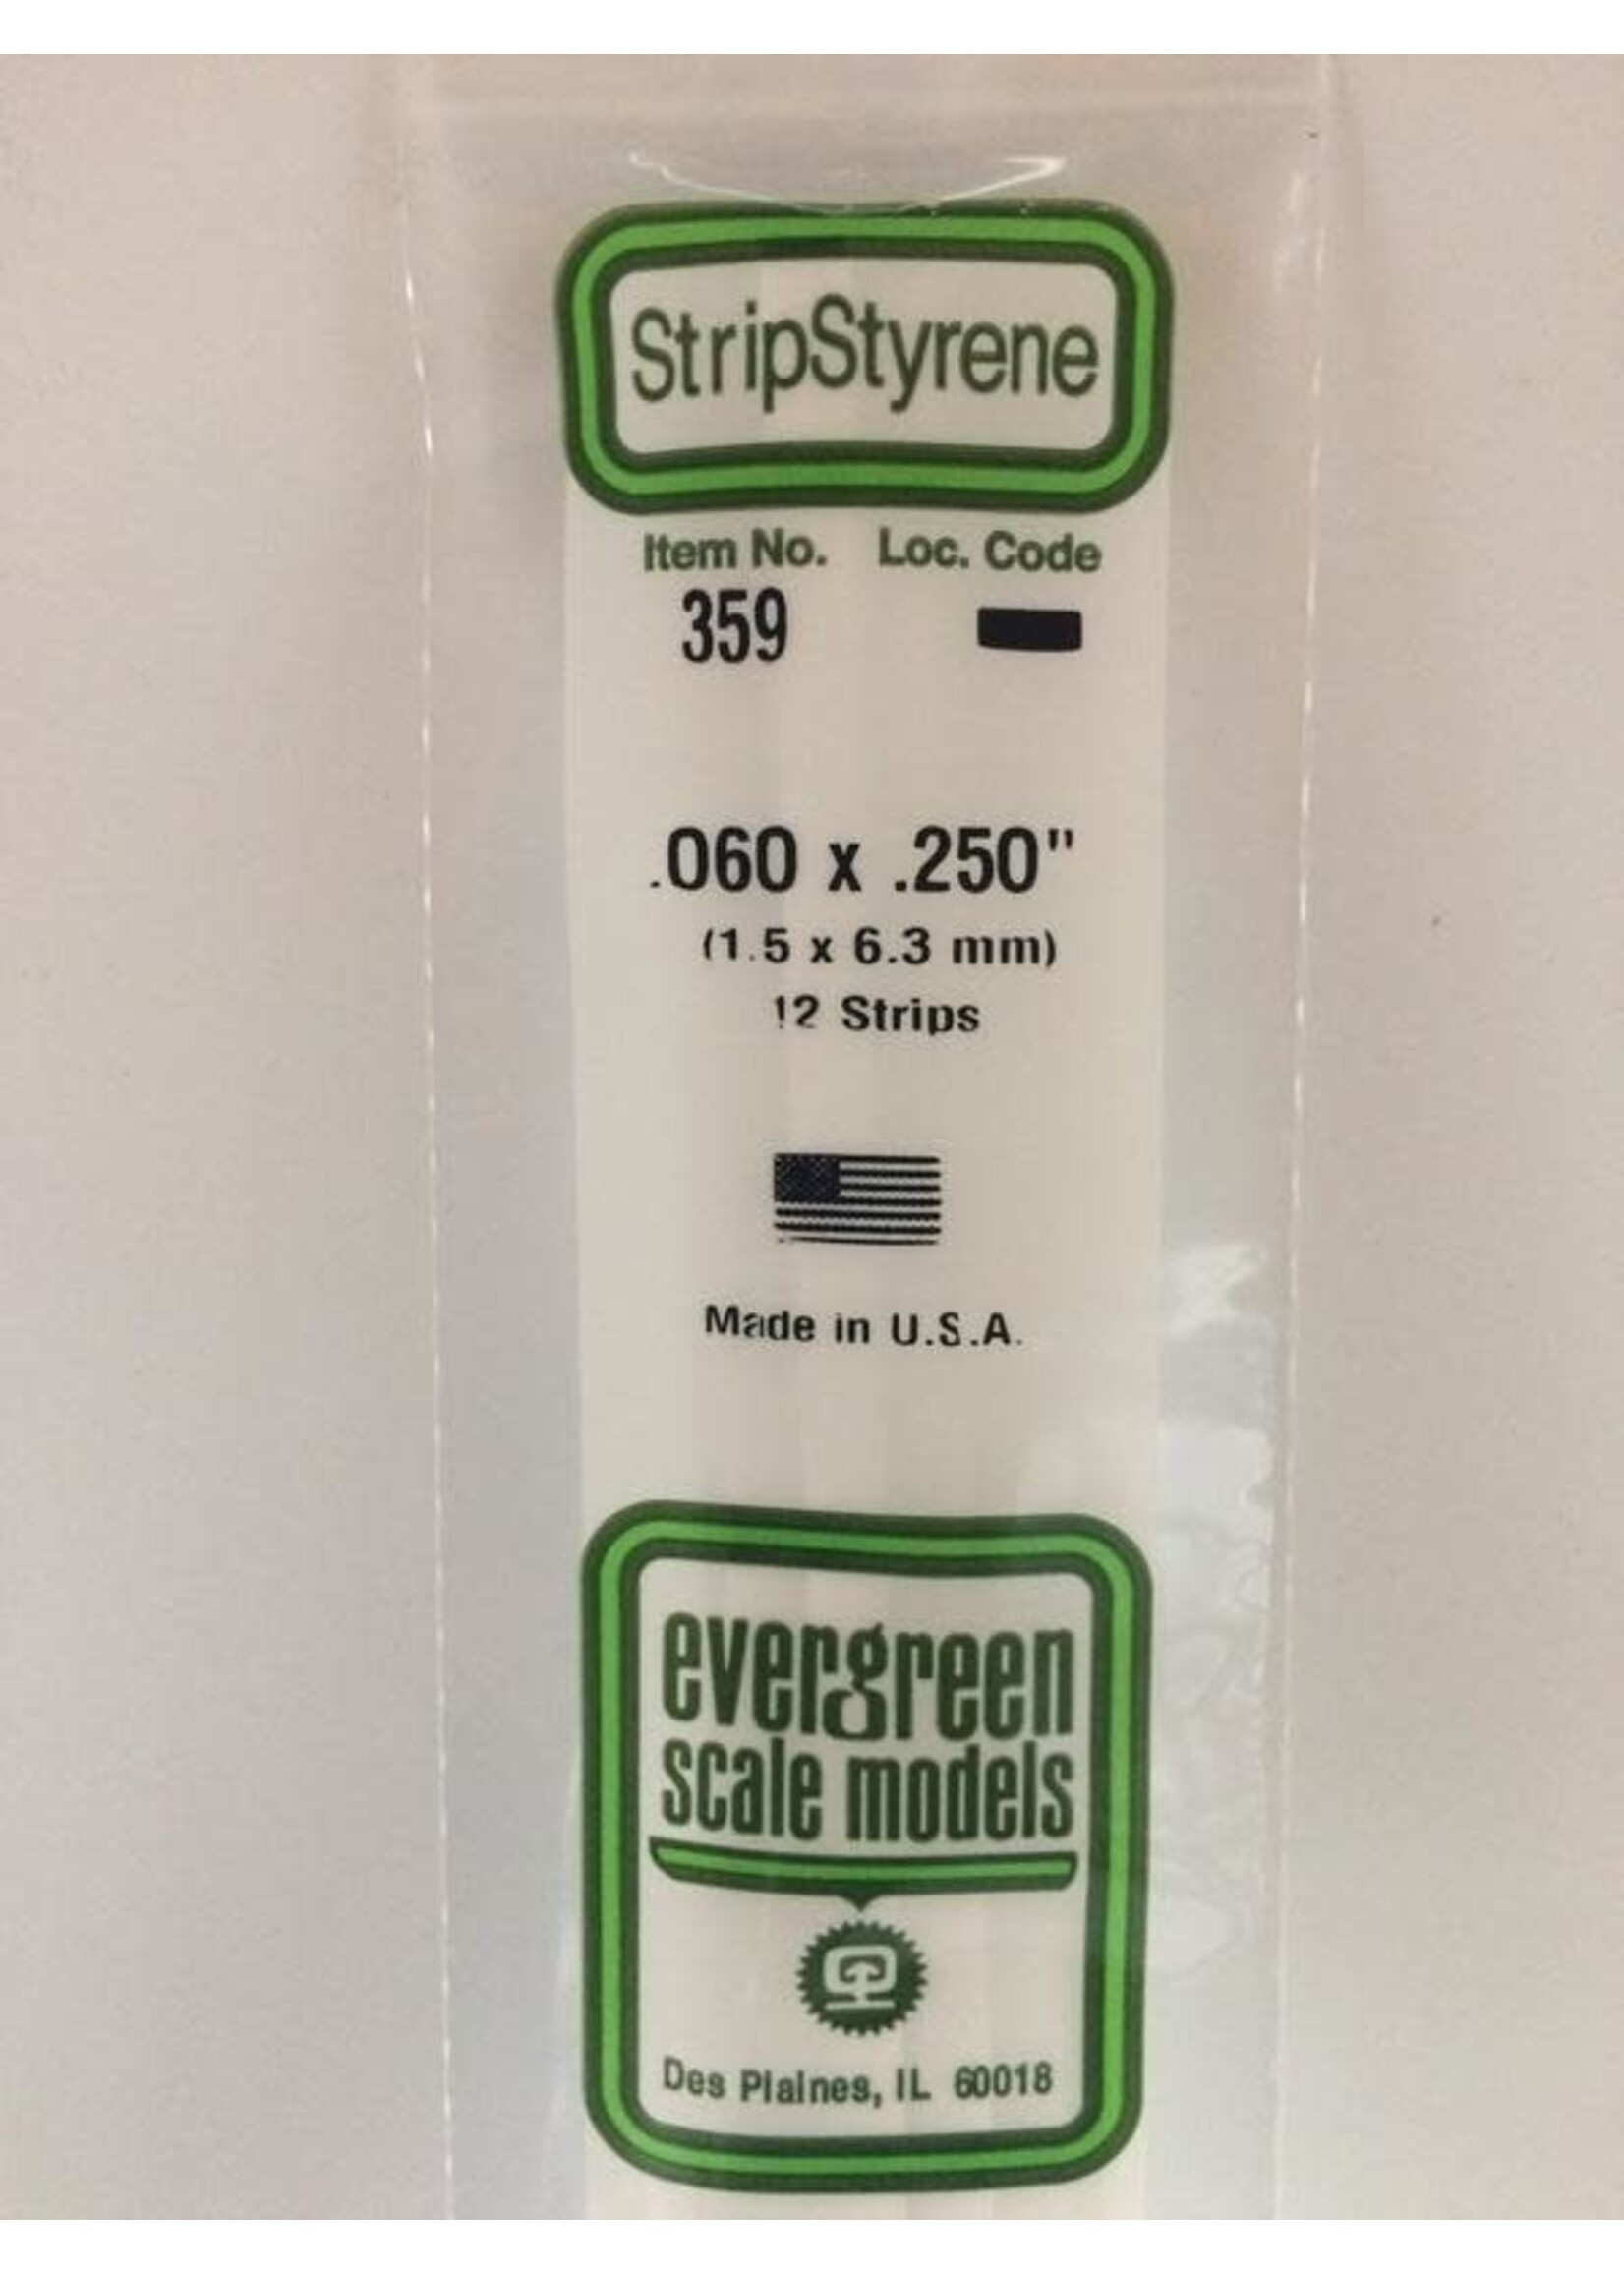 StripStyrene
Item No. Loc. Code
359
.060 x .250"
(1.5 x 6.3 mm)
12 Strips
Made in U.S.A.
evergreen
scale models
Des Plaines, IL 60018